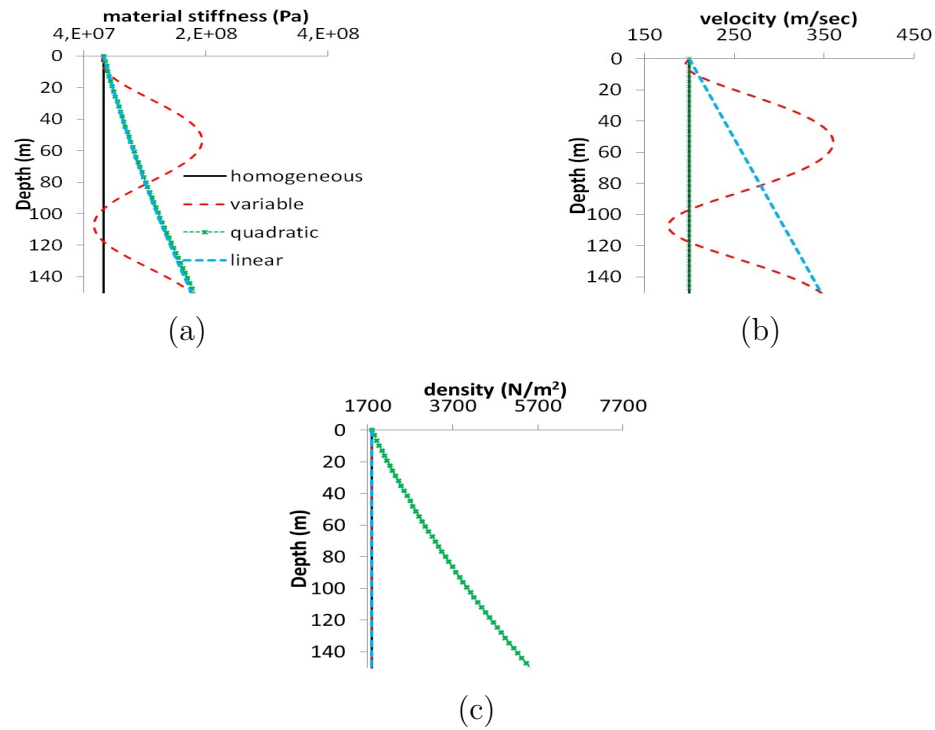 material stiffness (Pa)
4,E+07 2,E+08 4,E+08
0
20
40
60
80
100
120
140
Depth (m)
homogeneous
variable
quadratic
linear
(a)
velocity (m/sec)
150 250 350 450
0
20
40
60
80
100
120
140
Depth (m)
(b)
density (N/m²)
1700 3700 5700 7700
0
20
40
60
80
100
120
140
Depth (m)
(c)